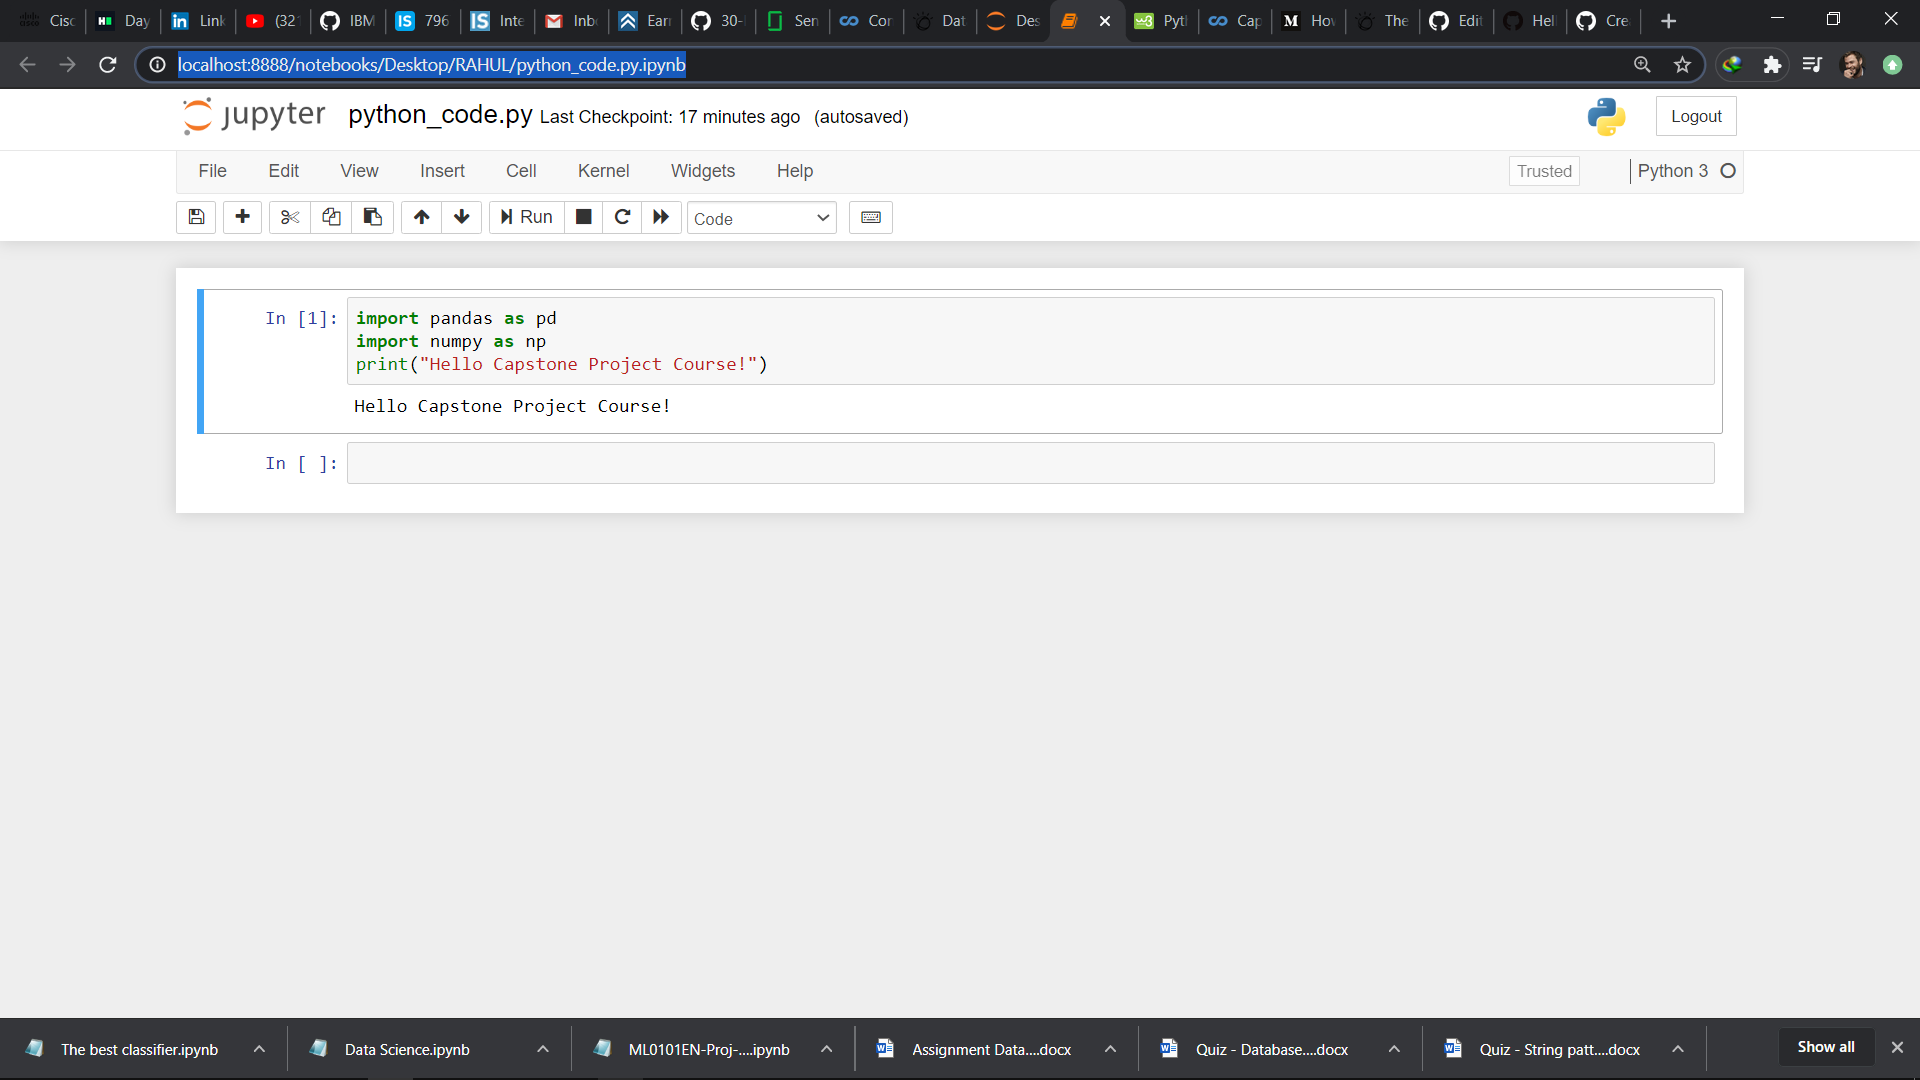 Cisc Day Link (32 IBM 796 Inte Inb Earn 30- Sen Cor Dat Des Pyt Cap How The Edit Hel Cre
localhost:8888/notebooks/Desktop/RAHUL/python_code.py.ipynb
jupyter python_code.py Last Checkpoint: 17 minutes ago (autosaved) Logout
File Edit View Insert Cell Kernel Widgets Help Trusted Python 3
Run Code
In [1]: import pandas as pd
import numpy as np
print("Hello Capstone Project Course!")
Hello Capstone Project Course!
In [ ]:
The best classifier.ipynb Data Science.ipynb ML0101EN-Proj-....ipynb Assignment Data....docx Quiz - Database....docx Quiz - String patt....docx Show all